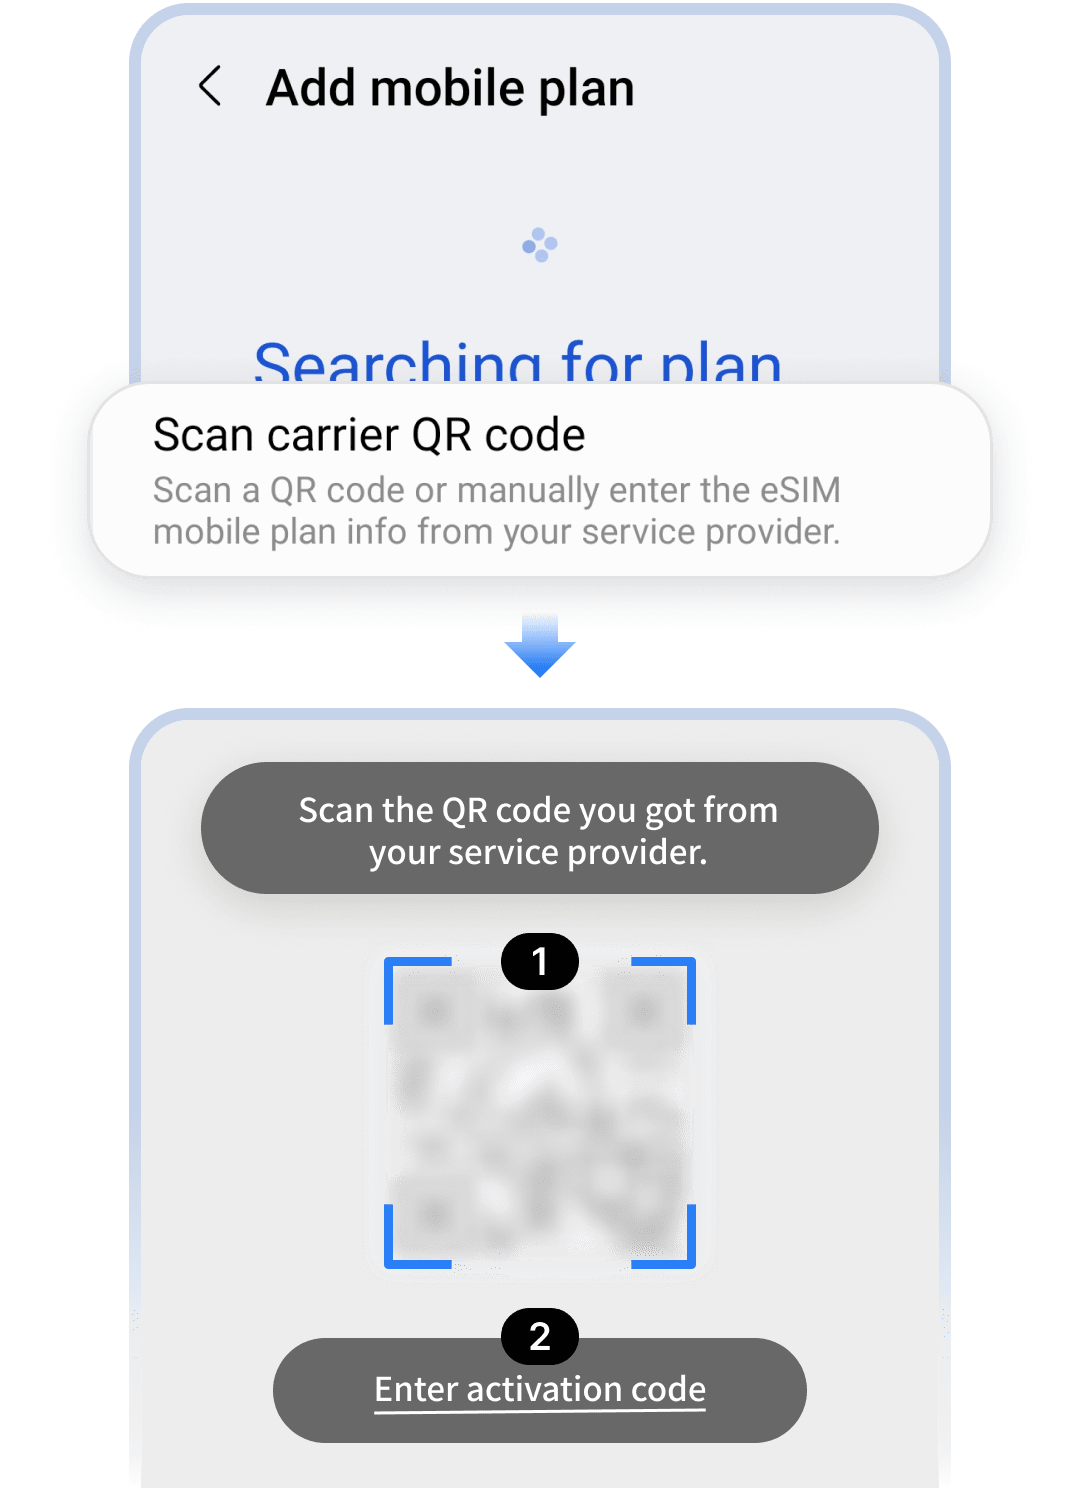 Add mobile plan
Searching for plan
Scan carrier QR code
Scan a QR code or manually enter the eSIM
mobile plan info from your service provider.
Scan the QR code you got from
your service provider.
1
2
Enter activation code